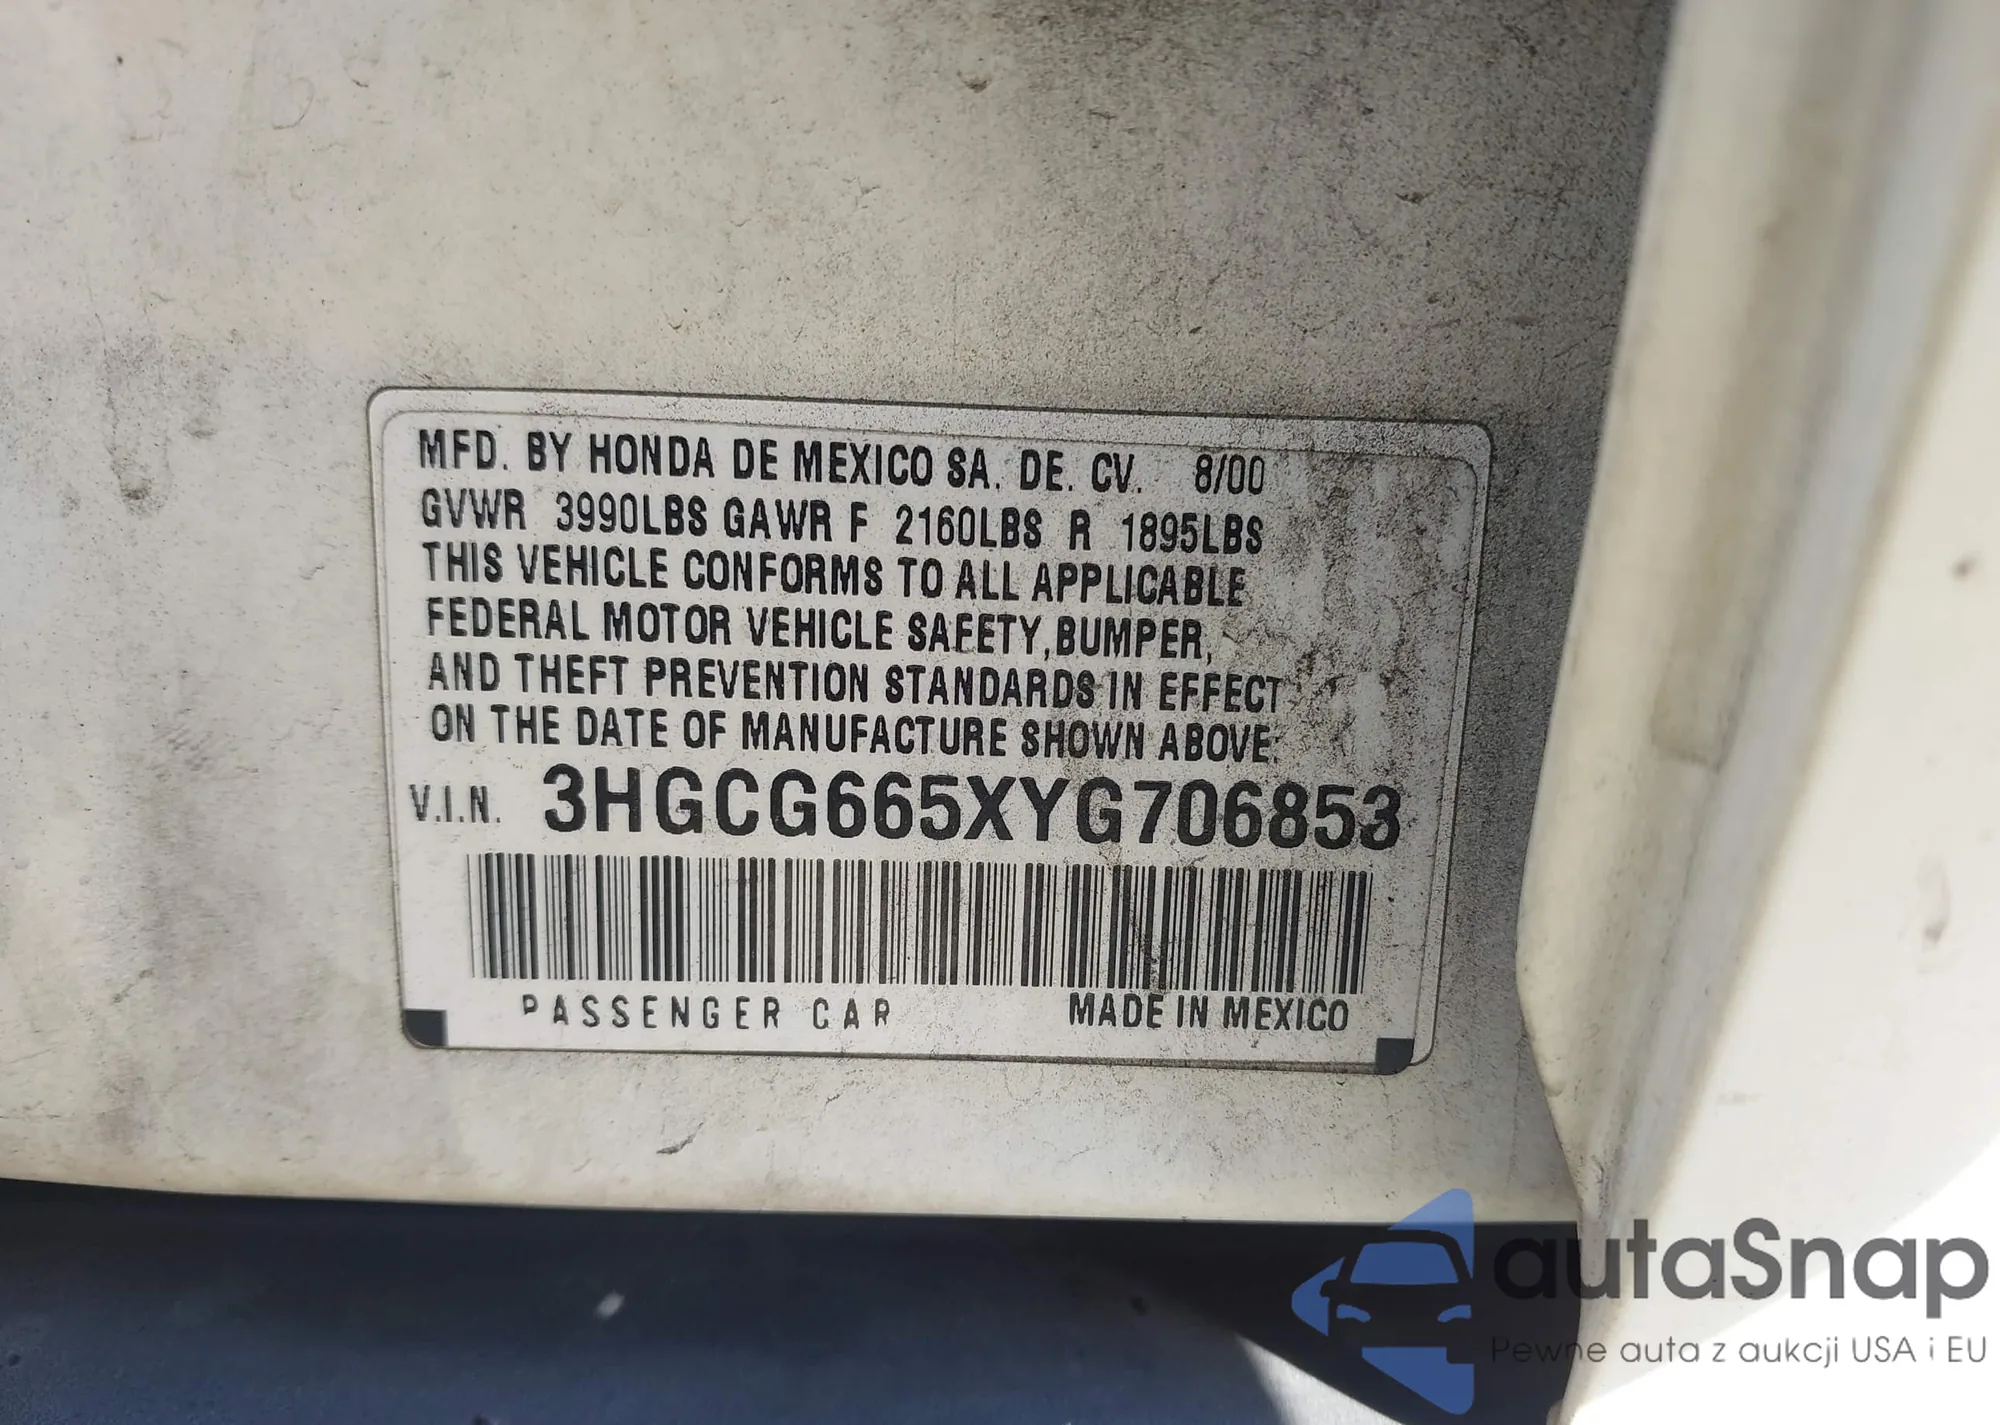 MFD. BY HONDA DE MEXICO SA. DE. CV. 8/00
GVWR 3990LBS GAWR F 2160LBS R 1895LBS
THIS VEHICLE CONFORMS TO ALL APPLICABLE
FEDERAL MOTOR VEHICLE SAFETY, BUMPER,
AND THEFT PREVENTION STANDARDS IN EFFECT
ON THE DATE OF MANUFACTURE SHOWN ABOVE.
V.I.N. 3HGCG665XYG706853
PASSENGER CAR MADE IN MEXICO
autaSnap
Pewne auta z aukcji USA i EU